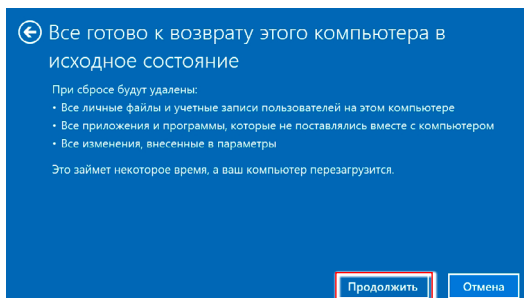 Все готово к возврату этого компьютера в
исходное состояние
При сбросе будут удалены:
• Все личные файлы и учетные записи пользователей на этом компьютере
• Все приложения и программы, которые не поставлялись вместе с компьютером
• Все изменения, внесенные в параметры
Это займет некоторое время, а ваш компьютер перезагрузится.
Продолжить Отмена